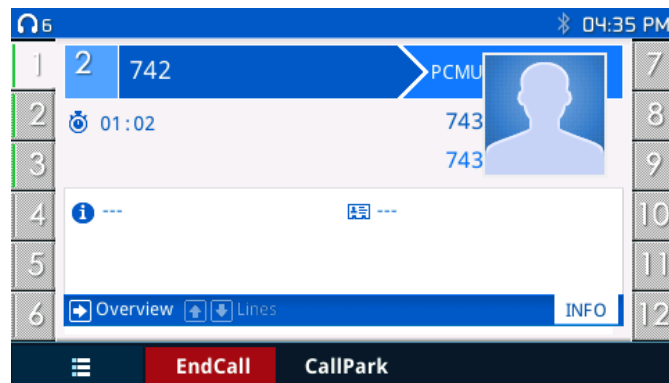 6 04:35 PM
1 2 742 PCMU 7
2 01:02 743 8
3 743 9
4 --- --- 10
5 11
6 Overview Lines INFO 12
EndCall CallPark